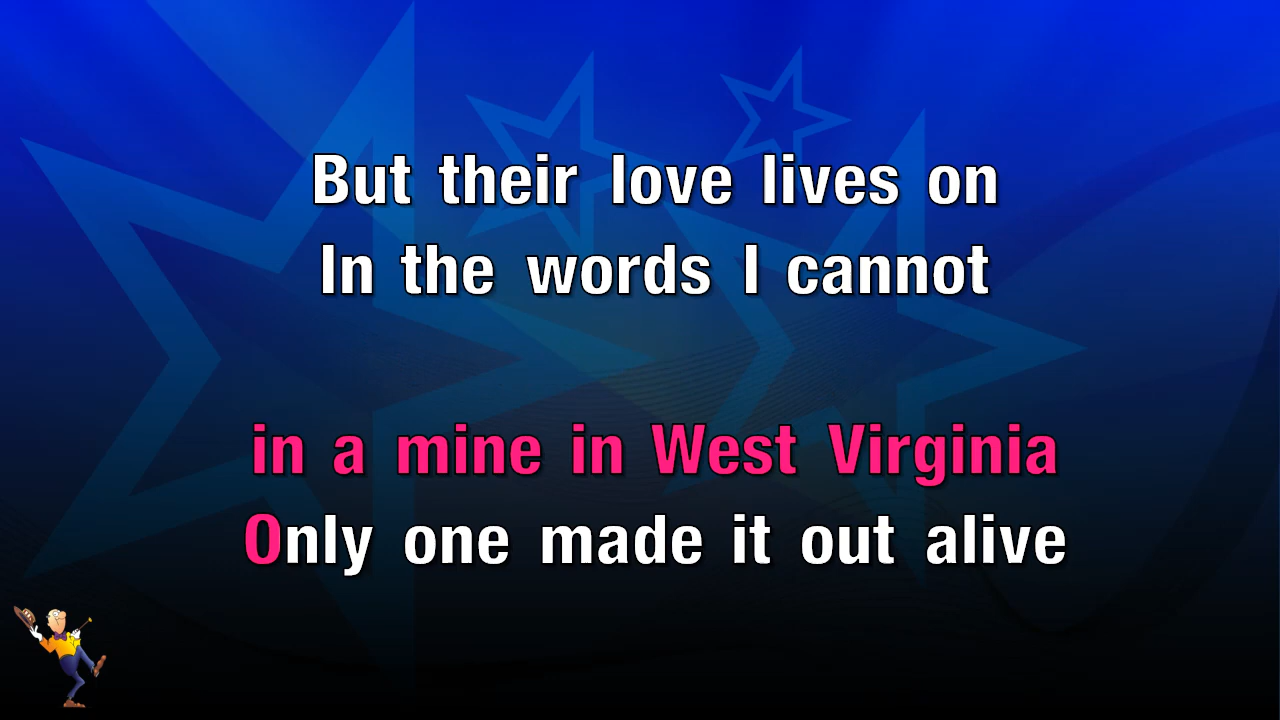 But their love lives on
In the words I cannot
in a mine in West Virginia
Only one made it out alive